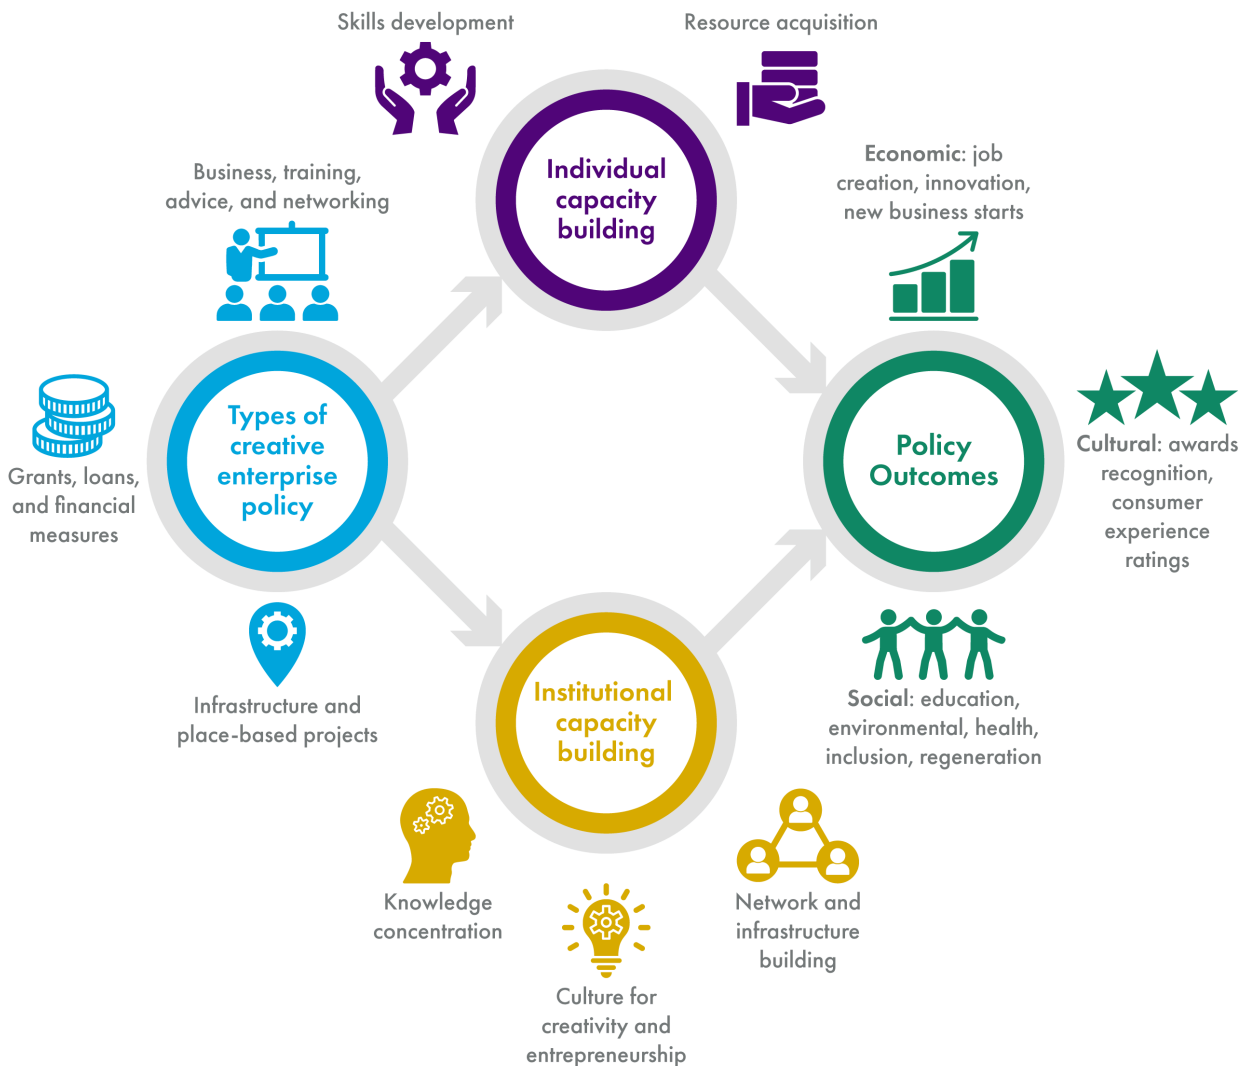 Skills development
Resource acquisition
Individual
capacity
building
Business, training,
advice, and networking
Economic: job
creation, innovation,
new business starts
Types of
creative
enterprise
policy
Grants, loans,
and financial
measures
Policy
Outcomes
Cultural: awards
recognition,
consumer
experience
ratings
Infrastructure and
place-based projects
Institutional
capacity
building
Social: education,
environmental, health,
inclusion, regeneration
Knowledge
concentration
Culture for
creativity and
entrepreneurship
Network and
infrastructure
building